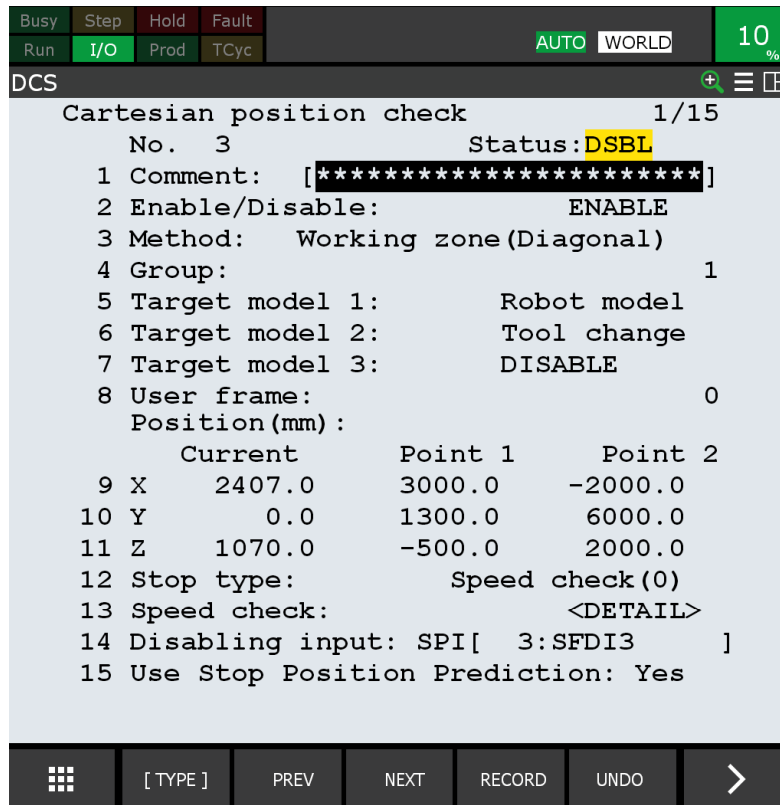 Busy Step Hold Fault
Run I/O Prod TCyc AUTO WORLD 10 %
DCS
Cartesian position check 1/15
No. 3 Status:DSBL
1 Comment: [***********************]
2 Enable/Disable: ENABLE
3 Method: Working zone(Diagonal)
4 Group: 1
5 Target model 1: Robot model
6 Target model 2: Tool change
7 Target model 3: DISABLE
8 User frame: 0
Position(mm):
Current Point 1 Point 2
9 X 2407.0 3000.0 -2000.0
10 Y 0.0 1300.0 6000.0
11 Z 1070.0 -500.0 2000.0
12 Stop type: Speed check(0)
13 Speed check: <DETAIL>
14 Disabling input: SPI[ 3:SFDI3 ]
15 Use Stop Position Prediction: Yes
[ TYPE ] PREV NEXT RECORD UNDO